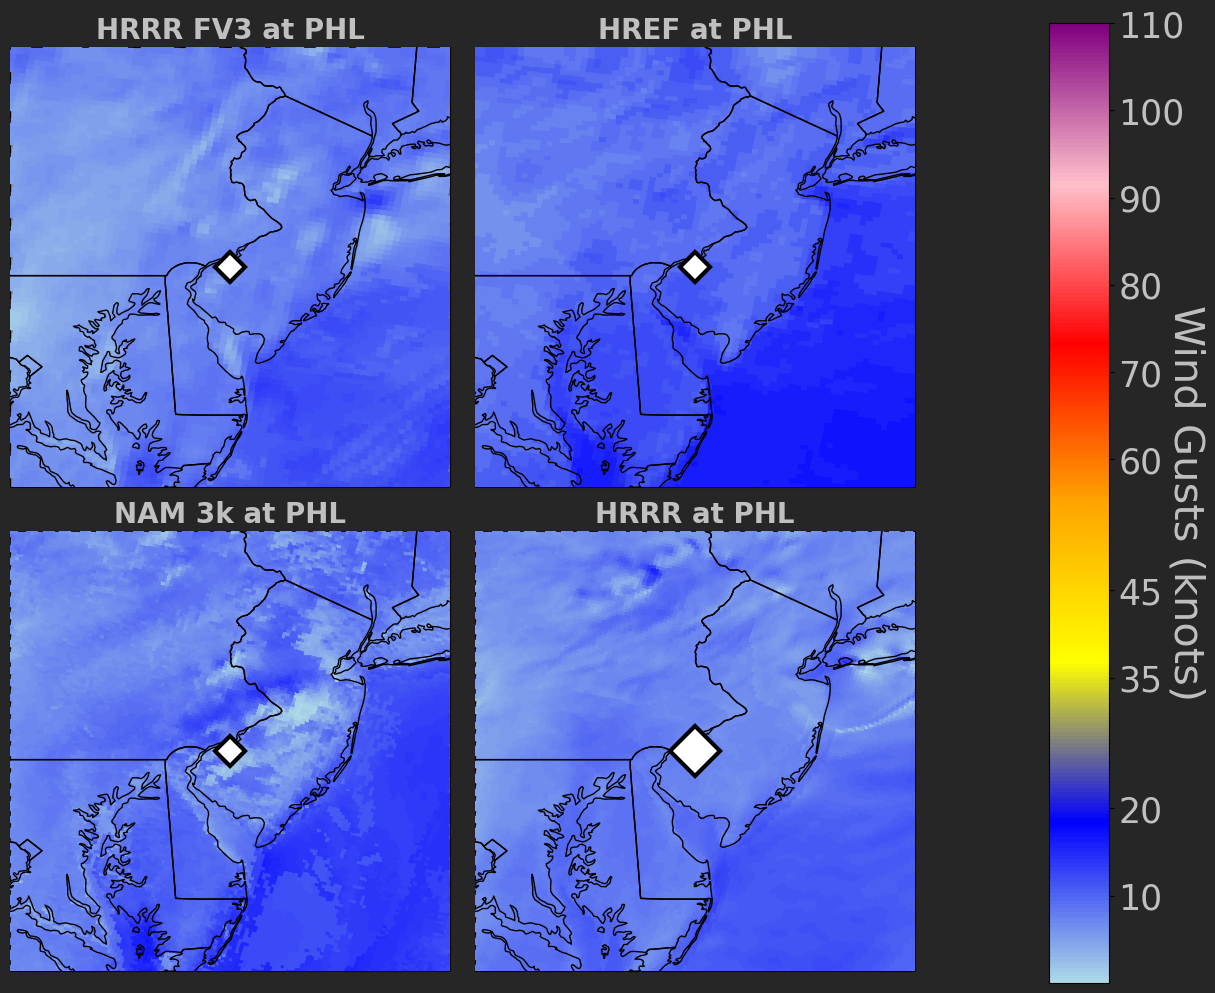 HRRR FV3 at PHL
HREF at PHL
NAM 3k at PHL
HRRR at PHL
110
100
90
80
70
60
45
35
20
10
Wind Gusts (knots)